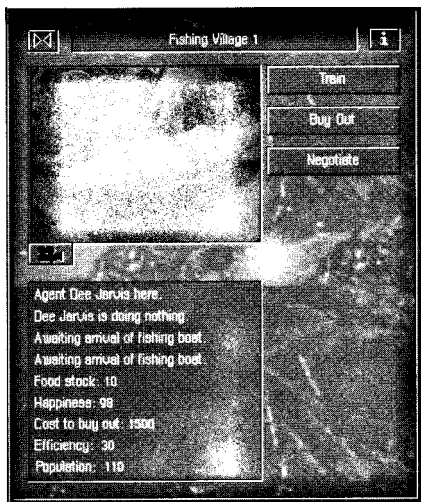 Fishing Village 1
i
Train
Buy Out
Negotiate
Agent Dee Jarvis here.
Dee Jarvis is doing nothing
Awaiting arrival of fishing boat.
Awaiting arrival of fishing boat.
Food stock: 10
Happiness: 98
Cost to buy out: 1500
Efficiency: 30
Population: 110